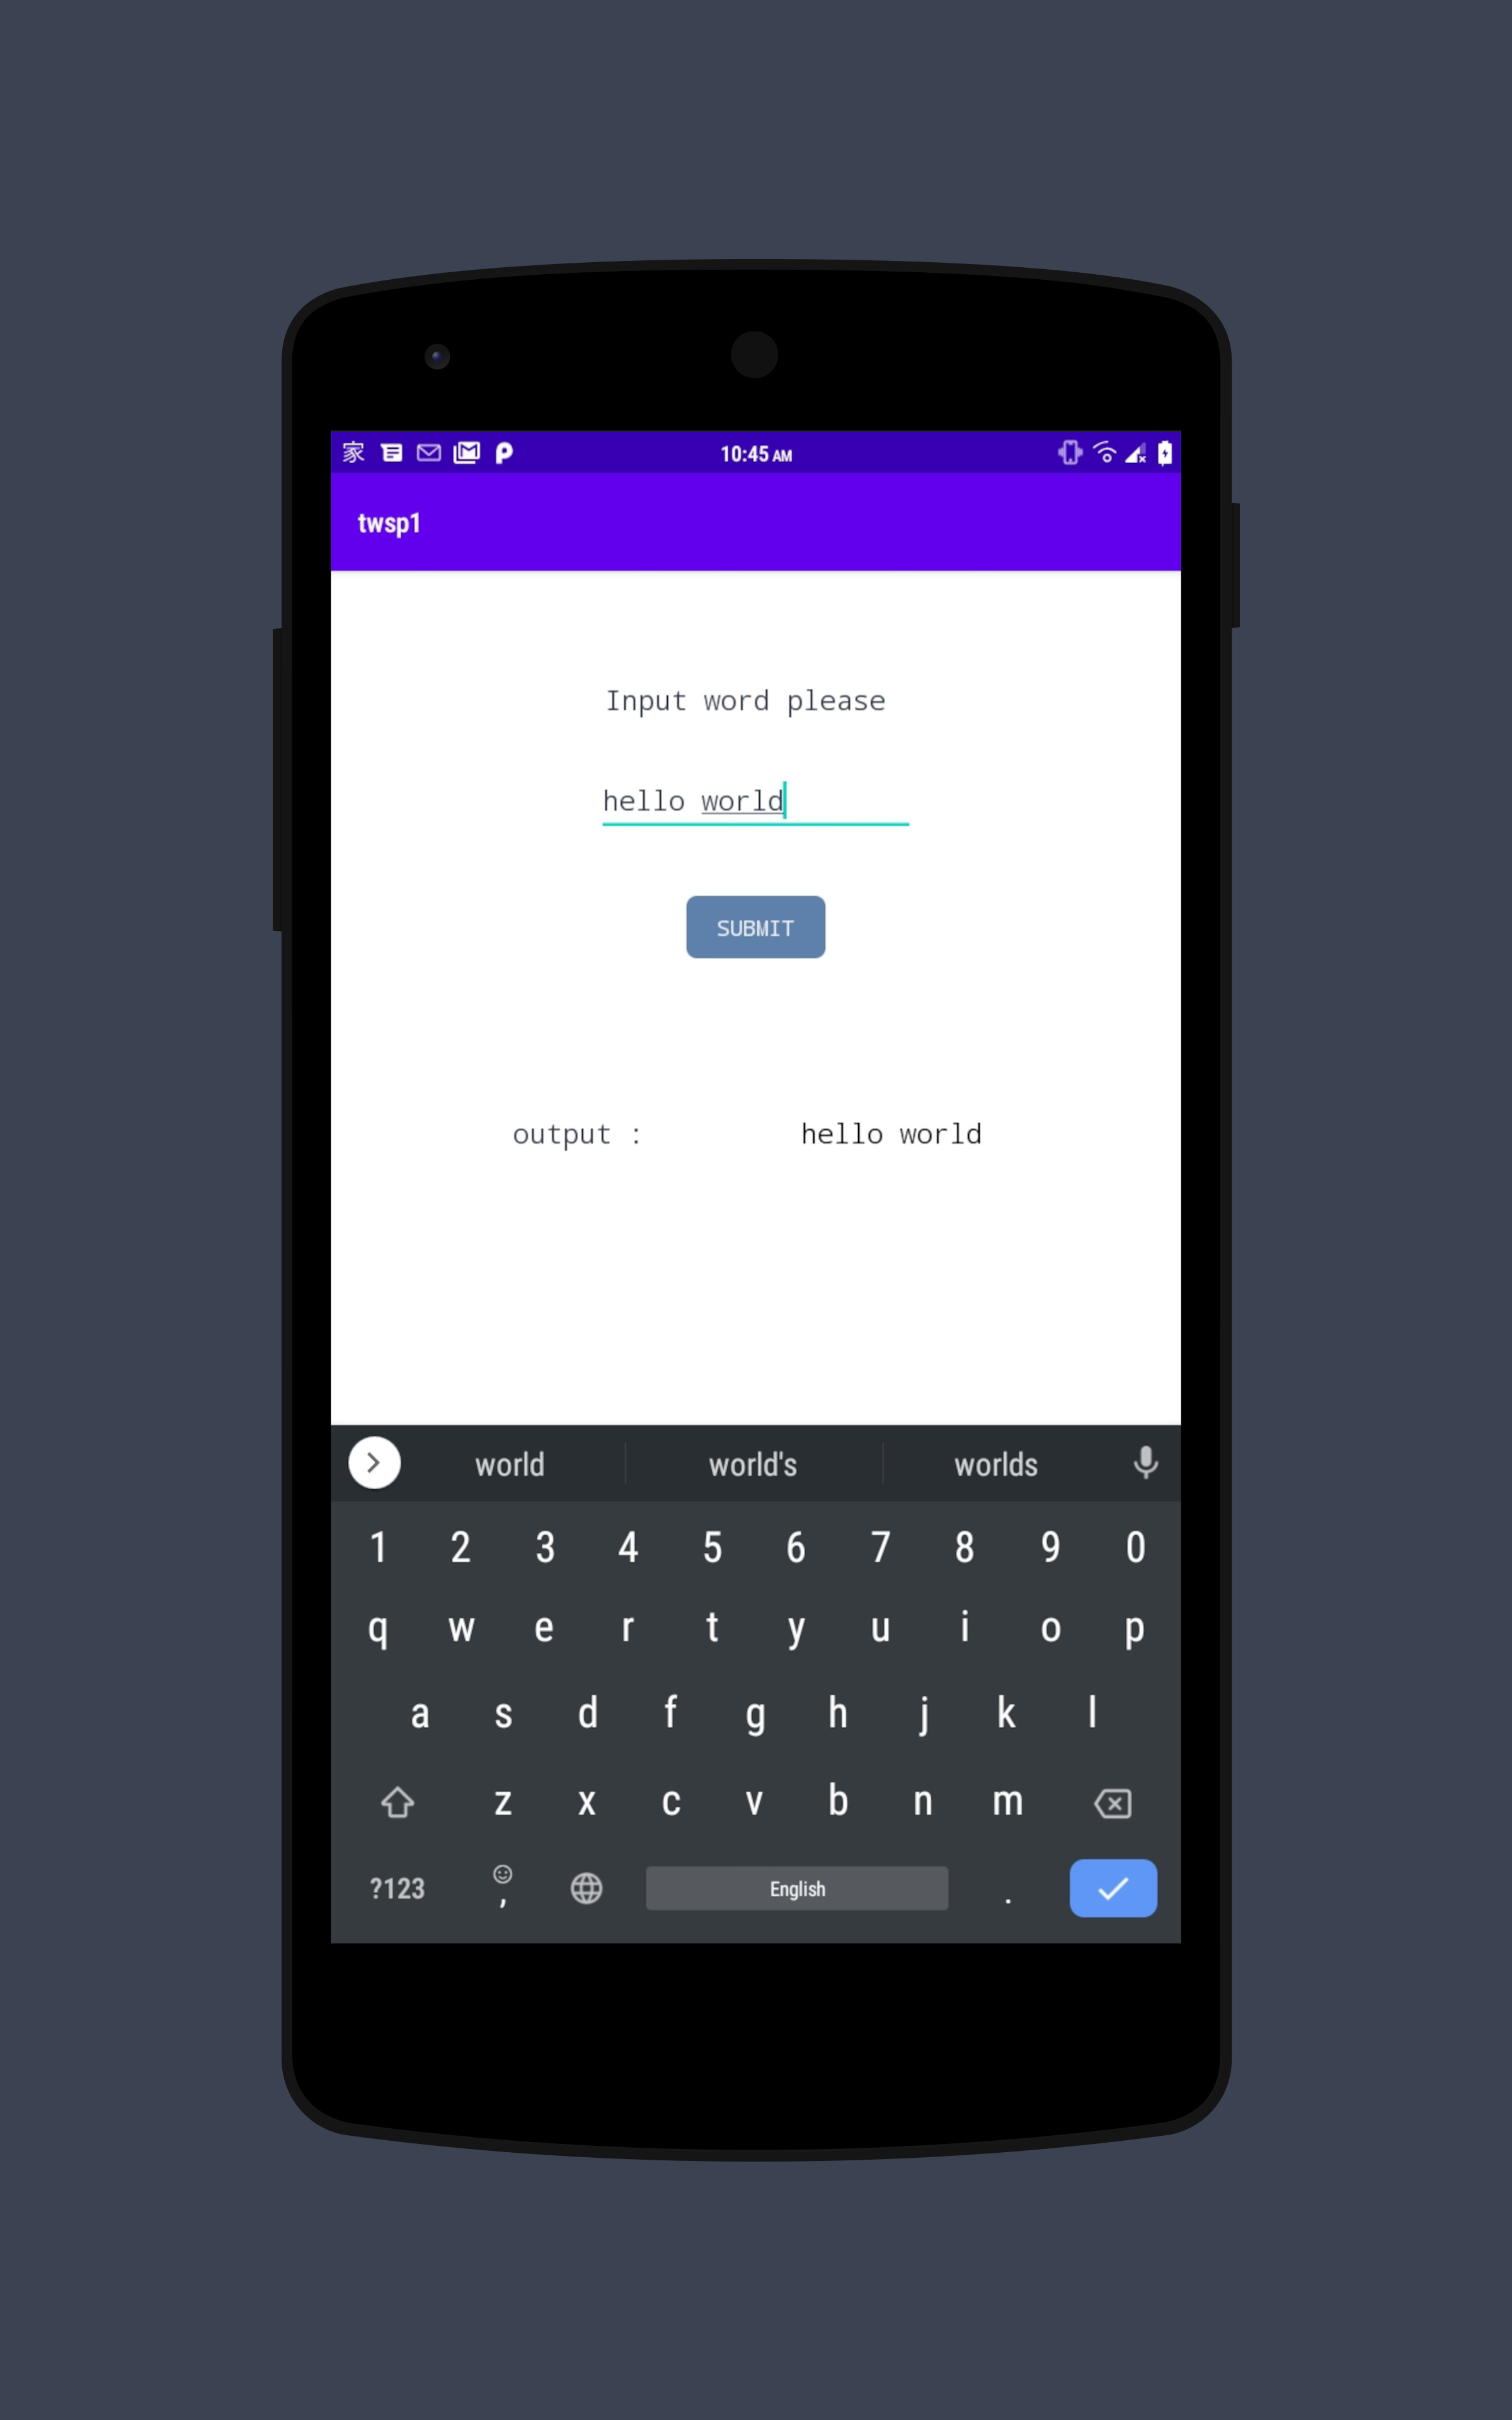 家 10:45 AM
twsp1
Input word please
hello world
SUBMIT
output : hello world
world world's worlds
1 2 3 4 5 6 7 8 9 0
q w e r t y u i o p
a s d f g h j k l
z x c v b n m
?123 , English .